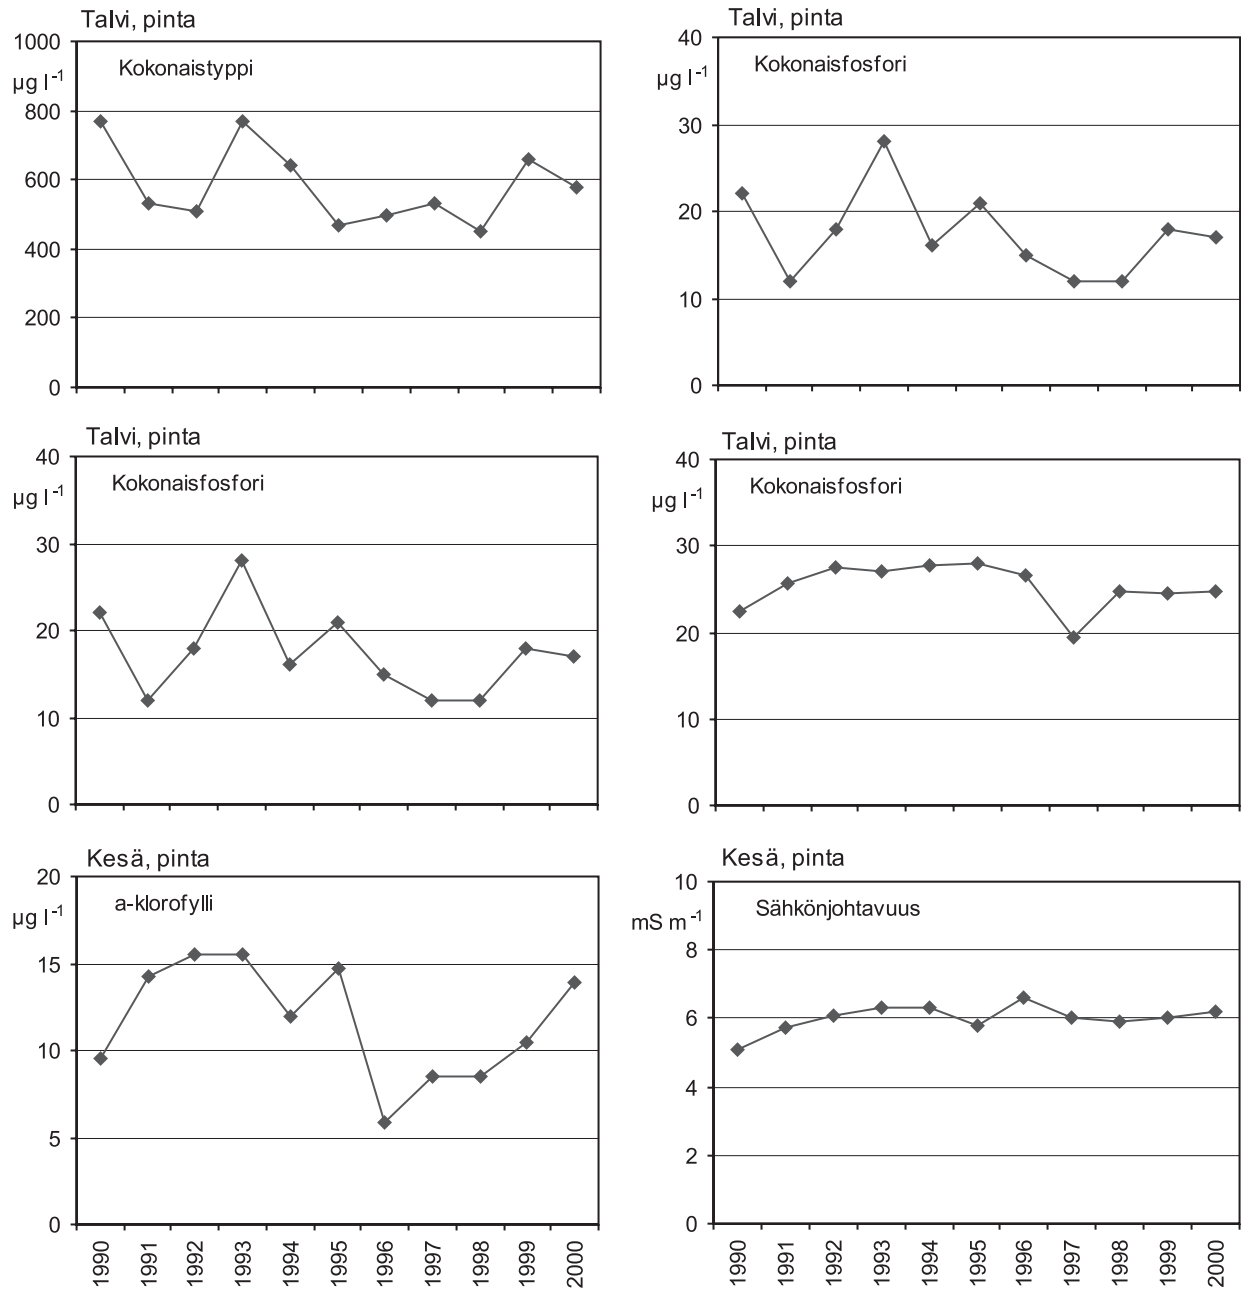 Talvi, pinta
1000
µg l⁻¹
Kokonaistyppi
800
600
400
200
0
Talvi, pinta
40
µg l⁻¹
Kokonaisfosfori
30
20
10
0
Talvi, pinta
40
µg l⁻¹
Kokonaisfosfori
30
20
10
0
Talvi, pinta
40
µg l⁻¹
Kokonaisfosfori
30
20
10
0
Kesä, pinta
20
µg l⁻¹
a-klorofylli
15
10
5
0
1990 1991 1992 1993 1994 1995 1996 1997 1998 1999 2000
Kesä, pinta
10
mS m⁻¹
Sähkönjohtavuus
8
6
4
2
0
1990 1991 1992 1993 1994 1995 1996 1997 1998 1999 2000